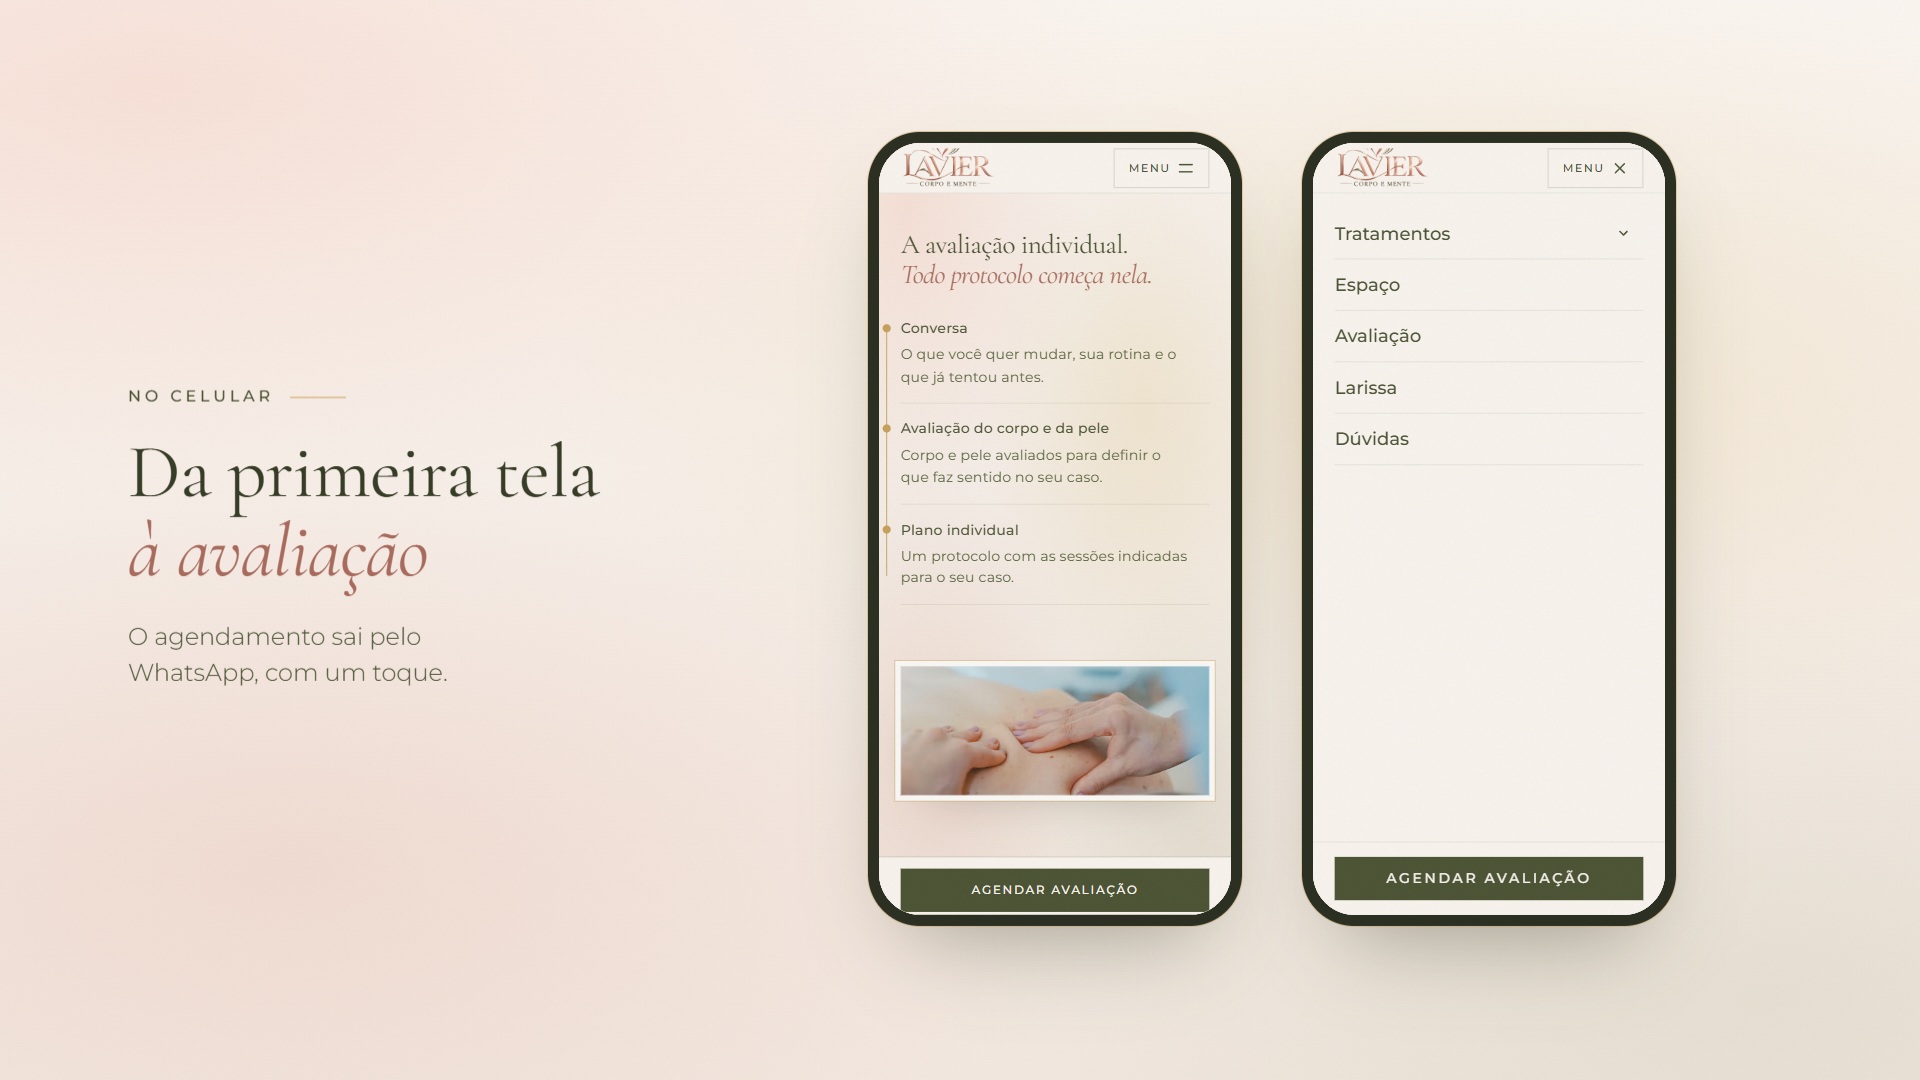 NO CELULAR
Da primeira tela
à avaliação
O agendamento sai pelo
WhatsApp, com um toque.
LAVIER
CORPO E MENTE
MENU
A avaliação individual.
Todo protocolo começa nela.
Conversa
O que você quer mudar, sua rotina e o
que já tentou antes.
Avaliação do corpo e da pele
Corpo e pele avaliados para definir o
que faz sentido no seu caso.
Plano individual
Um protocolo com as sessões indicadas
para o seu caso.
AGENDAR AVALIAÇÃO
LAVIER
CORPO E MENTE
MENU
Tratamentos
Espaço
Avaliação
Larissa
Dúvidas
AGENDAR AVALIAÇÃO